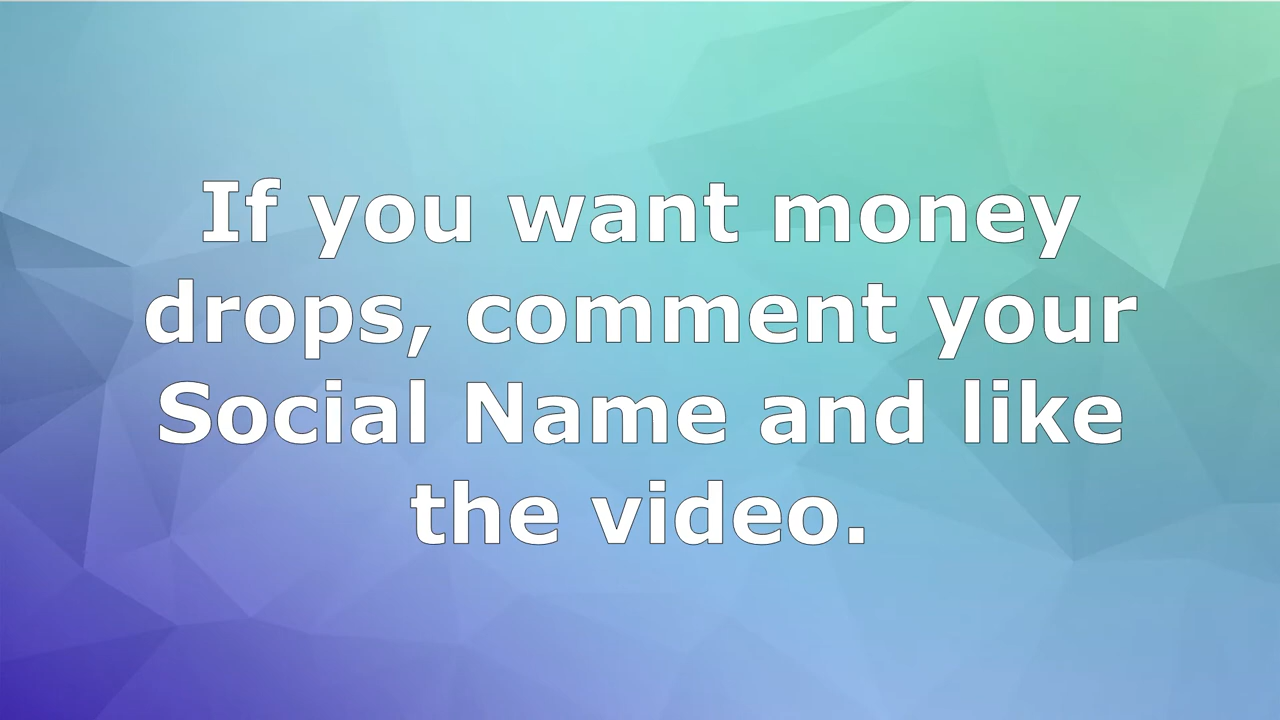 If you want money
drops, comment your
Social Name and like
the video.